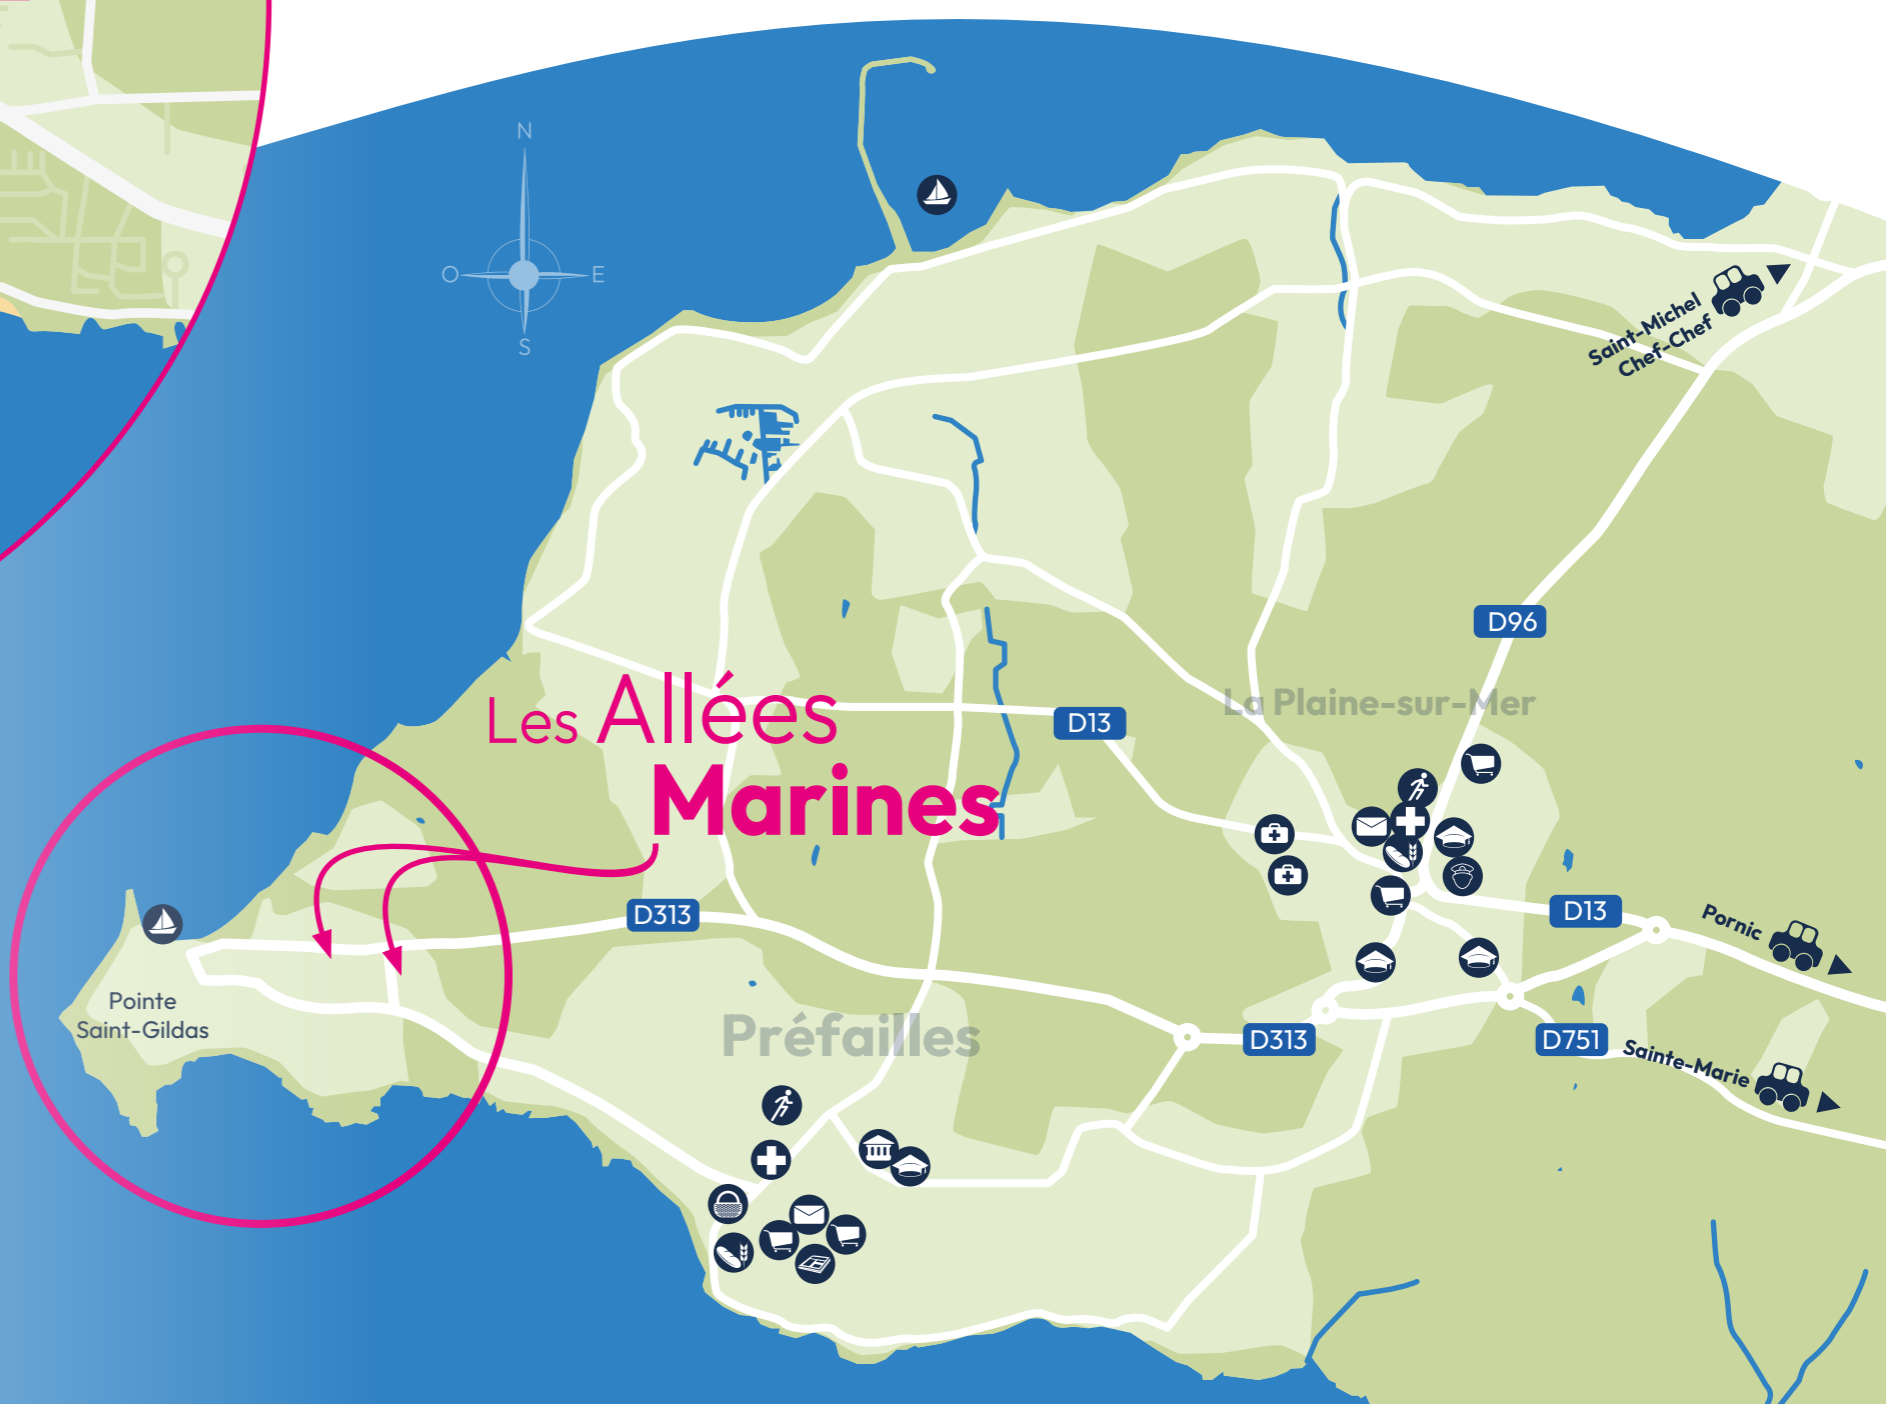 N
O
E
S
Saint-Michel
Chef-Chef
D96
Les Allées
Marines
La Plaine-sur-Mer
D13
D313
D13
Pornic
Pointe
Saint-Gildas
Préfailles
D313
D751
Sainte-Marie